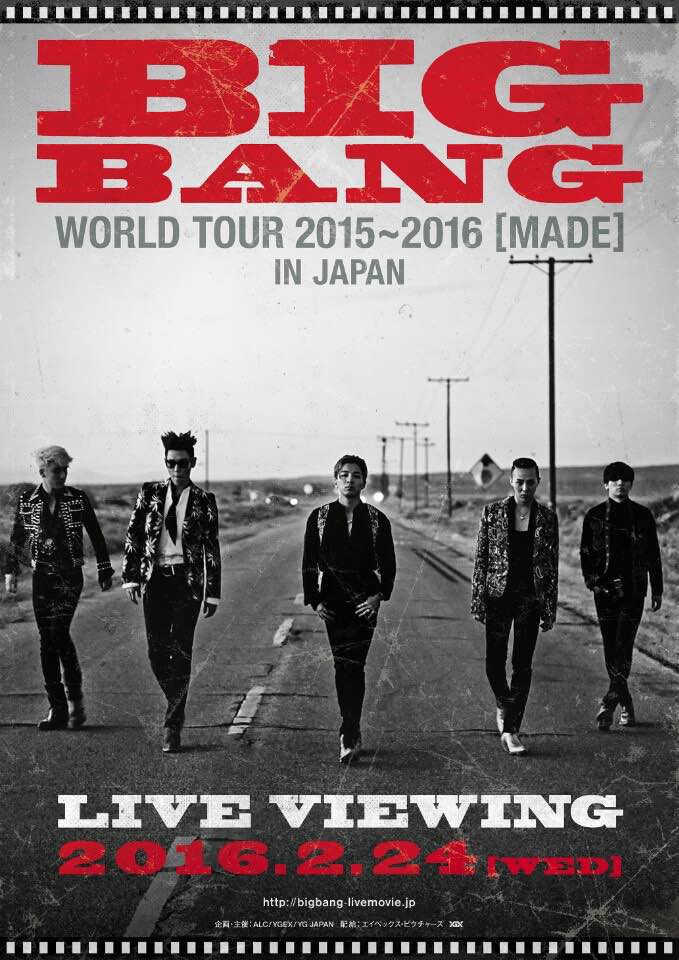 BIG
BANG
WORLD TOUR 2015~2016 [MADE]
IN JAPAN
LIVE VIEWING
2016.2.24 [WED]
http://bigbang-livemovie.jp
企画・主催：ALC/YGEX/YG JAPAN 配給：エイベックス・ピクチャーズ